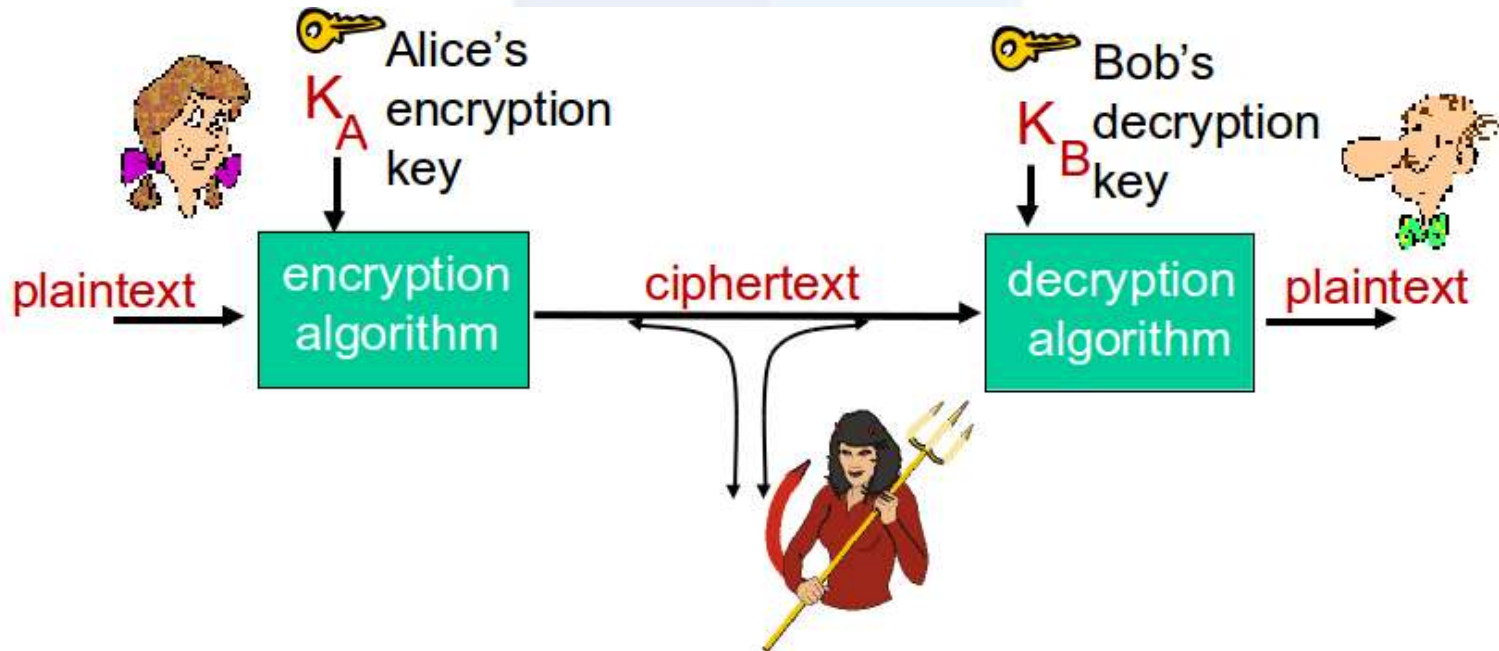 Alice's
encryption
key
K
A
Bob's
decryption
key
K
B
plaintext
encryption
algorithm
ciphertext
decryption
algorithm
plaintext